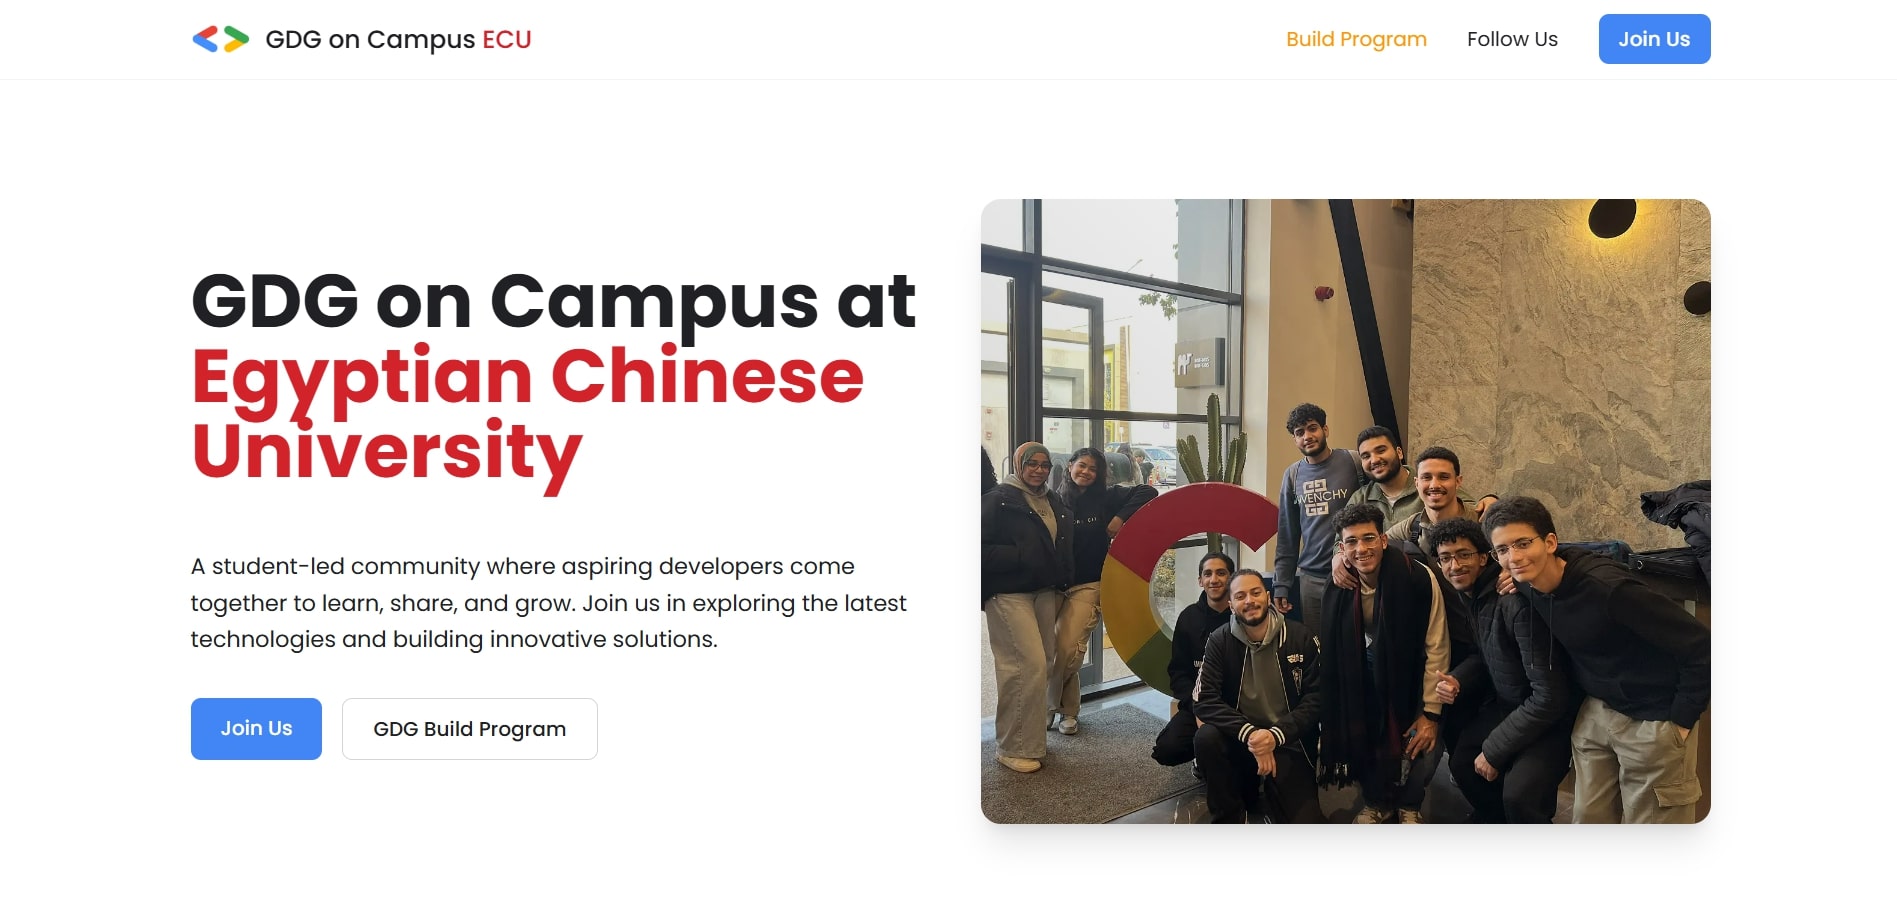 GDG on Campus ECU
Build Program
Follow Us
Join Us
GDG on Campus at
Egyptian Chinese
University
A student-led community where aspiring developers come
together to learn, share, and grow. Join us in exploring the latest
technologies and building innovative solutions.
Join Us
GDG Build Program
GIVENCHY